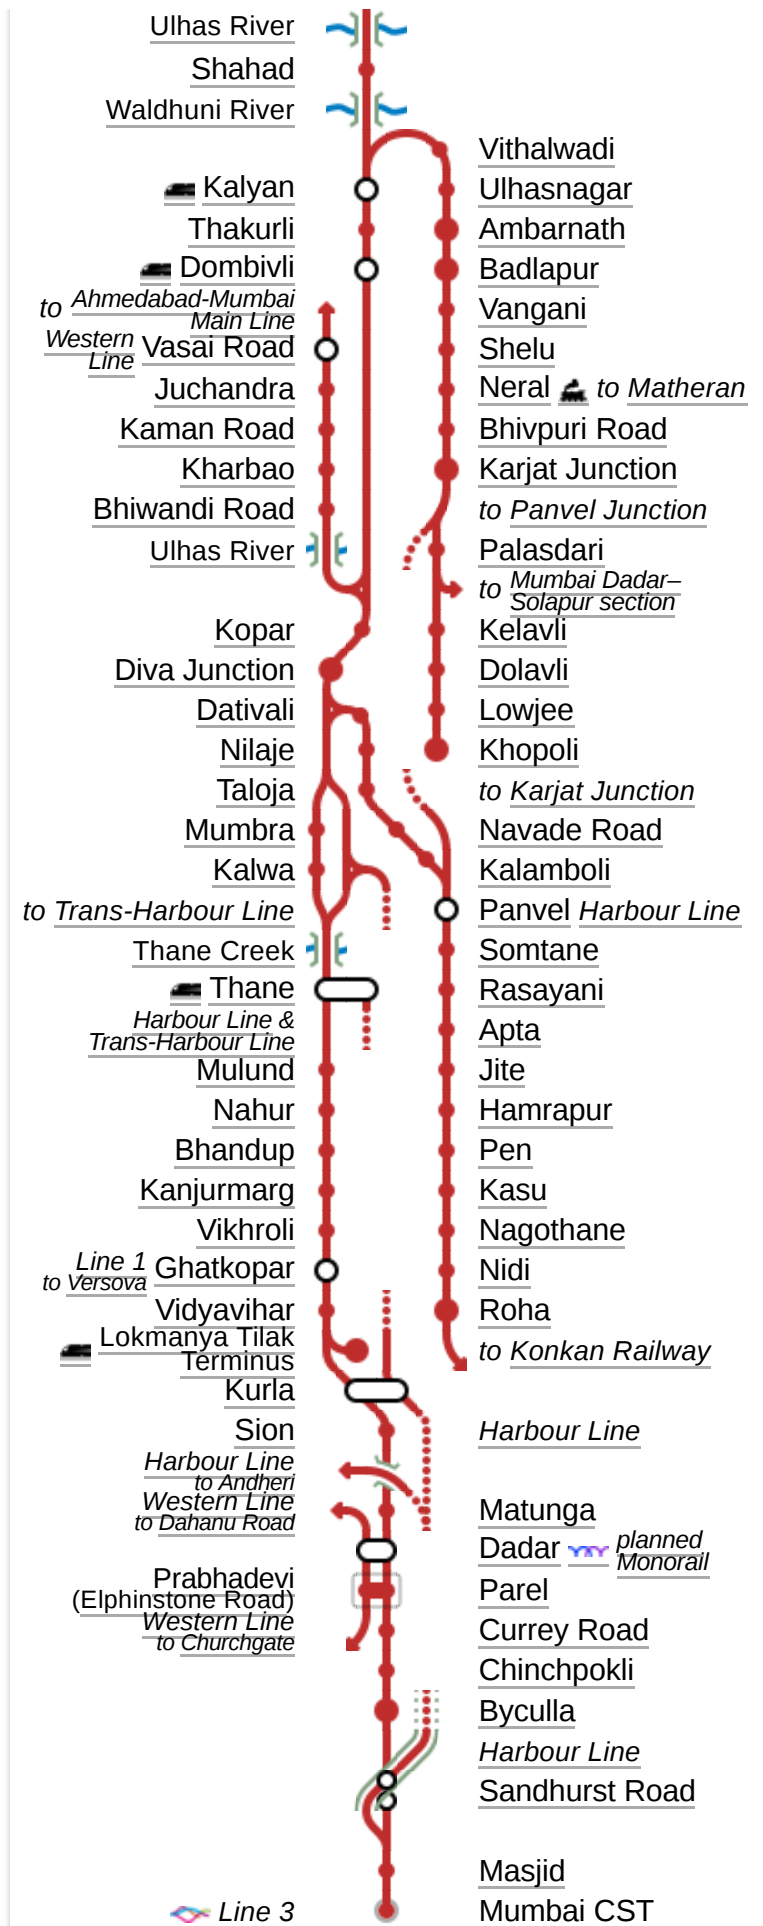 Ulhas River
Shahad
Waldhuni River
Vithalwadi
Kalyan
Ulhasnagar
Thakurli
Ambarnath
Dombivli
Badlapur
to Ahmedabad-Mumbai
Main Line
Vangani
Western
Line
Vasai Road
Shelu
Juchandra
Neral to Matheran
Kaman Road
Bhivpuri Road
Kharbao
Karjat Junction
Bhiwandi Road
to Panvel Junction
Ulhas River
Palasdari
to Mumbai Dadar–
Solapur section
Kopar
Kelavli
Diva Junction
Dolavli
Dativali
Lowjee
Nilaje
Khopoli
Taloja
to Karjat Junction
Mumbra
Navade Road
Kalwa
Kalamboli
to Trans-Harbour Line
Panvel Harbour Line
Thane Creek
Somtane
Thane
Rasayani
Harbour Line &
Trans-Harbour Line
Apta
Mulund
Jite
Nahur
Hamrapur
Bhandup
Pen
Kanjurmarg
Kasu
Vikhroli
Nagothane
Line 1
to Versova
Ghatkopar
Nidi
Vidyavihar
Roha
Lokmanya Tilak
Terminus
to Konkan Railway
Kurla
Sion
Harbour Line
Harbour Line
to Andheri
Western Line
to Dahanu Road
Matunga
Dadar
planned
Monorail
Prabhadevi
(Elphinstone Road)
Parel
Western Line
to Churchgate
Currey Road
Chinchpokli
Byculla
Harbour Line
Sandhurst Road
Masjid
Line 3
Mumbai CST